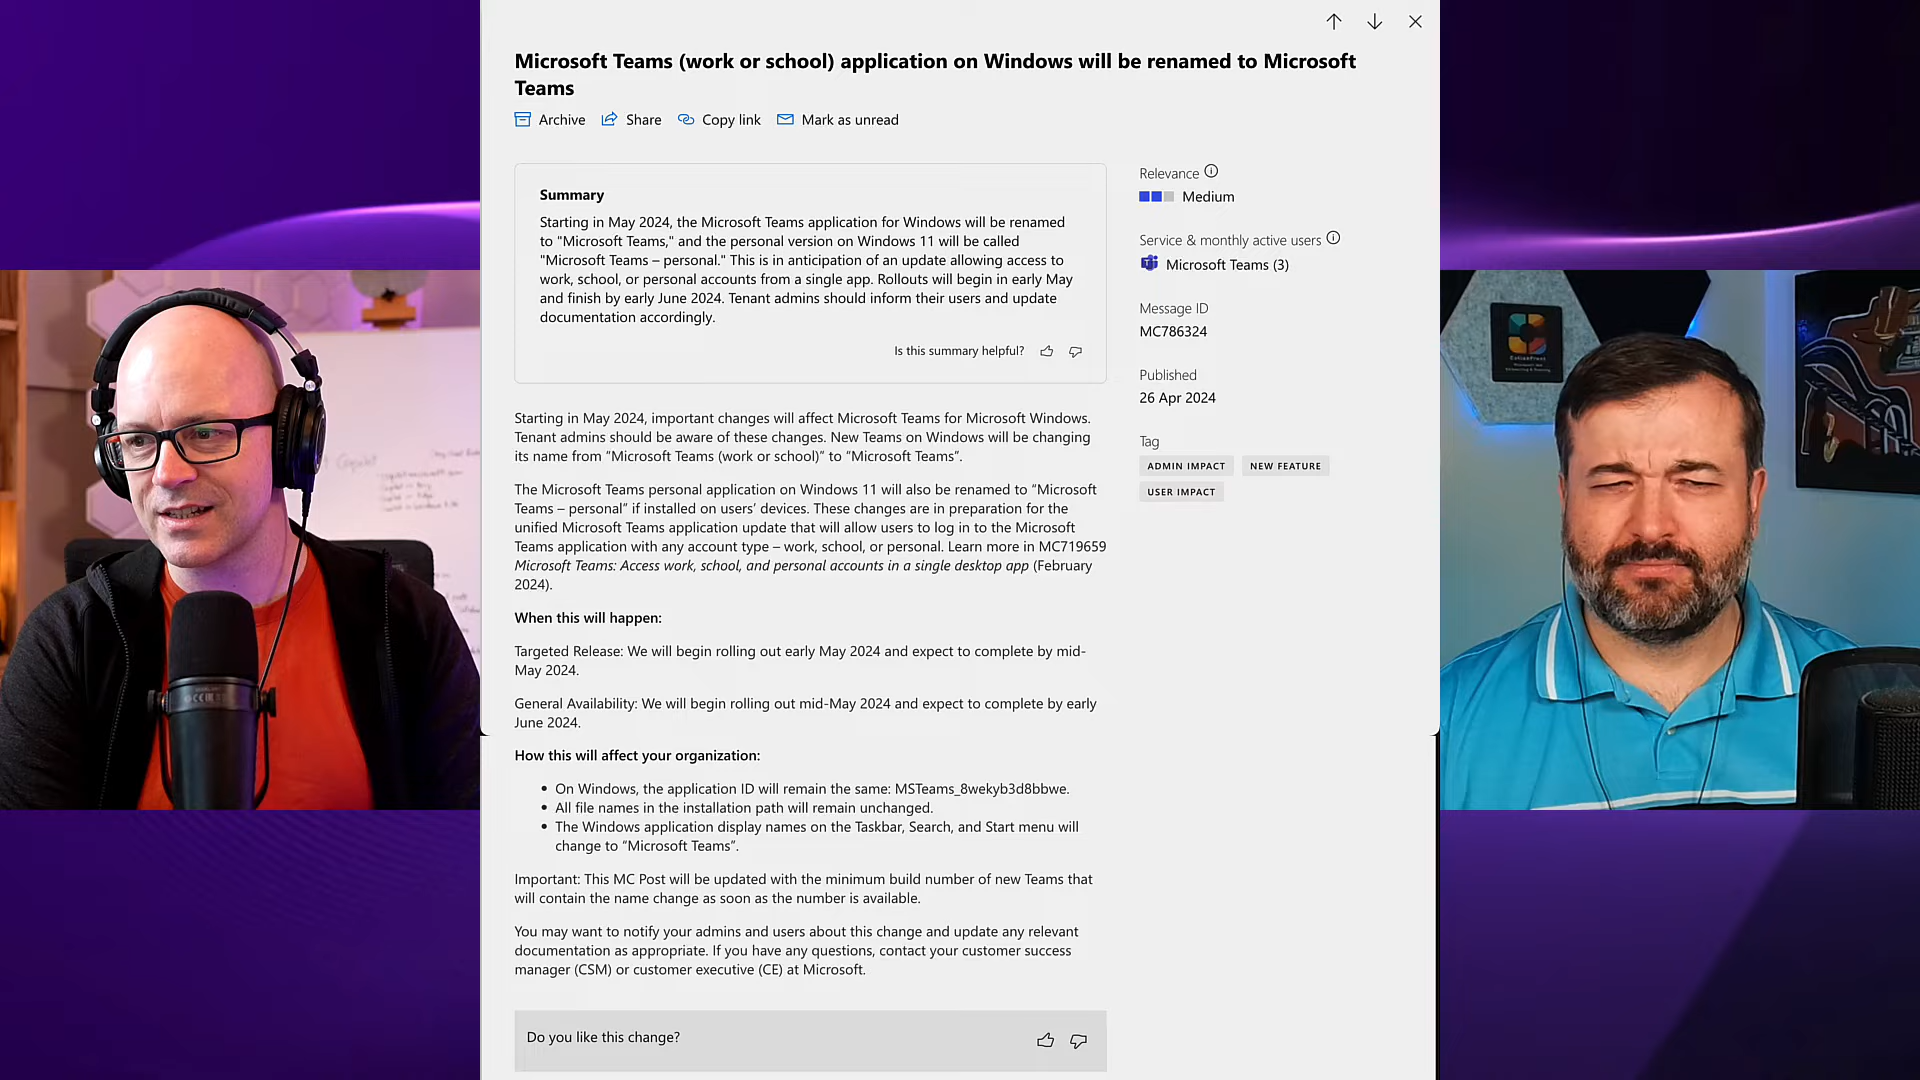 Microsoft Teams (work or school) application on Windows will be renamed to Microsoft
Teams
Archive Share Copy link Mark as unread
Summary
Starting in May 2024, the Microsoft Teams application for Windows will be renamed
to "Microsoft Teams," and the personal version on Windows 11 will be called
"Microsoft Teams – personal." This is in anticipation of an update allowing access to
work, school, or personal accounts from a single app. Rollouts will begin in early May
and finish by early June 2024. Tenant admins should inform their users and update
documentation accordingly.
Is this summary helpful?
Starting in May 2024, important changes will affect Microsoft Teams for Microsoft Windows.
Tenant admins should be aware of these changes. New Teams on Windows will be changing
its name from “Microsoft Teams (work or school)” to “Microsoft Teams”.
The Microsoft Teams personal application on Windows 11 will also be renamed to “Microsoft
Teams – personal” if installed on users’ devices. These changes are in preparation for the
unified Microsoft Teams application update that will allow users to log in to the Microsoft
Teams application with any account type – work, school, or personal. Learn more in MC719659
Microsoft Teams: Access work, school, and personal accounts in a single desktop app (February
2024).
When this will happen:
Targeted Release: We will begin rolling out early May 2024 and expect to complete by mid-
May 2024.
General Availability: We will begin rolling out mid-May 2024 and expect to complete by early
June 2024.
How this will affect your organization:
• On Windows, the application ID will remain the same: MSTeams_8wekyb3d8bbwe.
• All file names in the installation path will remain unchanged.
• The Windows application display names on the Taskbar, Search, and Start menu will
change to “Microsoft Teams”.
Important: This MC Post will be updated with the minimum build number of new Teams that
will contain the name change as soon as the number is available.
You may want to notify your admins and users about this change and update any relevant
documentation as appropriate. If you have any questions, contact your customer success
manager (CSM) or customer executive (CE) at Microsoft.
Do you like this change?
Relevance
Medium
Service & monthly active users
Microsoft Teams (3)
Message ID
MC786324
Published
26 Apr 2024
Tag
ADMIN IMPACT NEW FEATURE
USER IMPACT